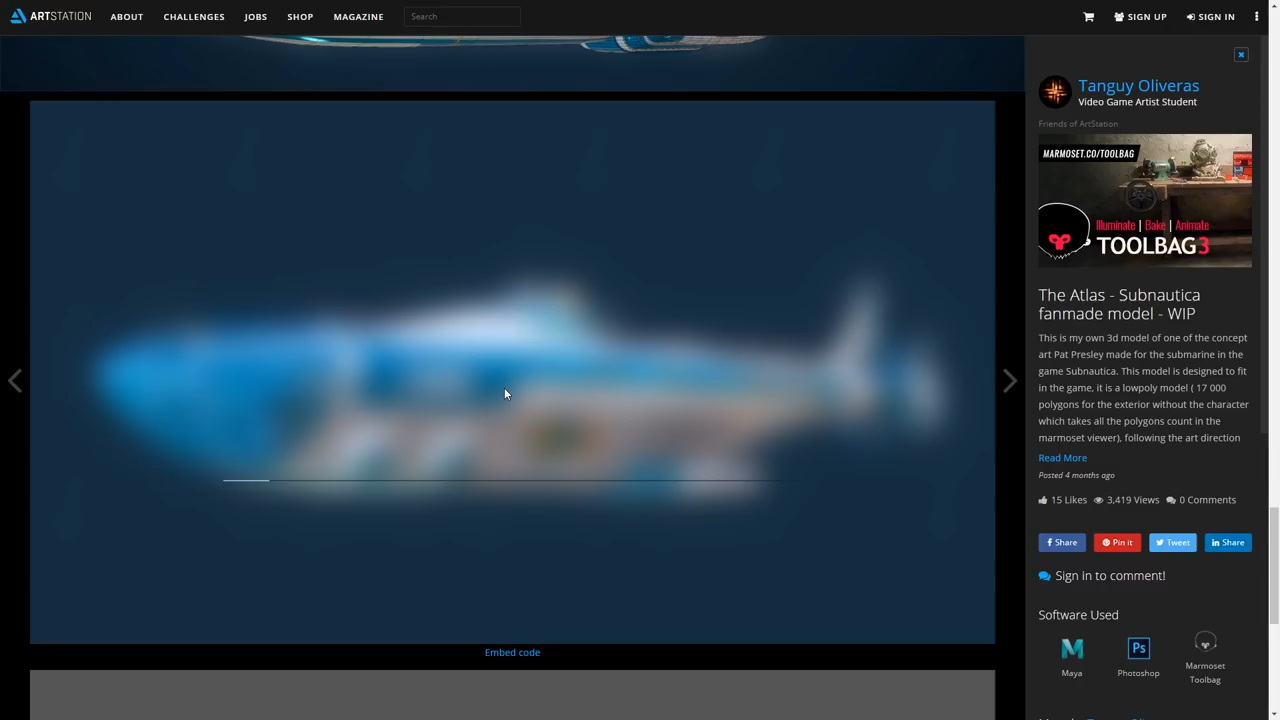 ARTSTATION
ABOUT
CHALLENGES
JOBS
SHOP
MAGAZINE
Search
SIGN UP
SIGN IN
Tanguy Oliveras
Video Game Artist Student
Friends of ArtStation
MARMOSET.CO/TOOLBAG
Illuminate | Bake | Animate
TOOLBAG3
The Atlas - Subnautica
fanmade model - WIP
This is my own 3d model of one of the concept
art Pat Presley made for the submarine in the
game Subnautica. This model is designed to fit
in the game, it is a lowpoly model ( 17 000
polygons for the exterior without the character
which takes all the polygons count in the
marmoset viewer), following the art direction
Read More
Posted 4 months ago
15 Likes 3,419 Views 0 Comments
Share Pin it Tweet Share
Sign in to comment!
Software Used
Ps
Maya
Photoshop
Marmoset
Toolbag
Embed code